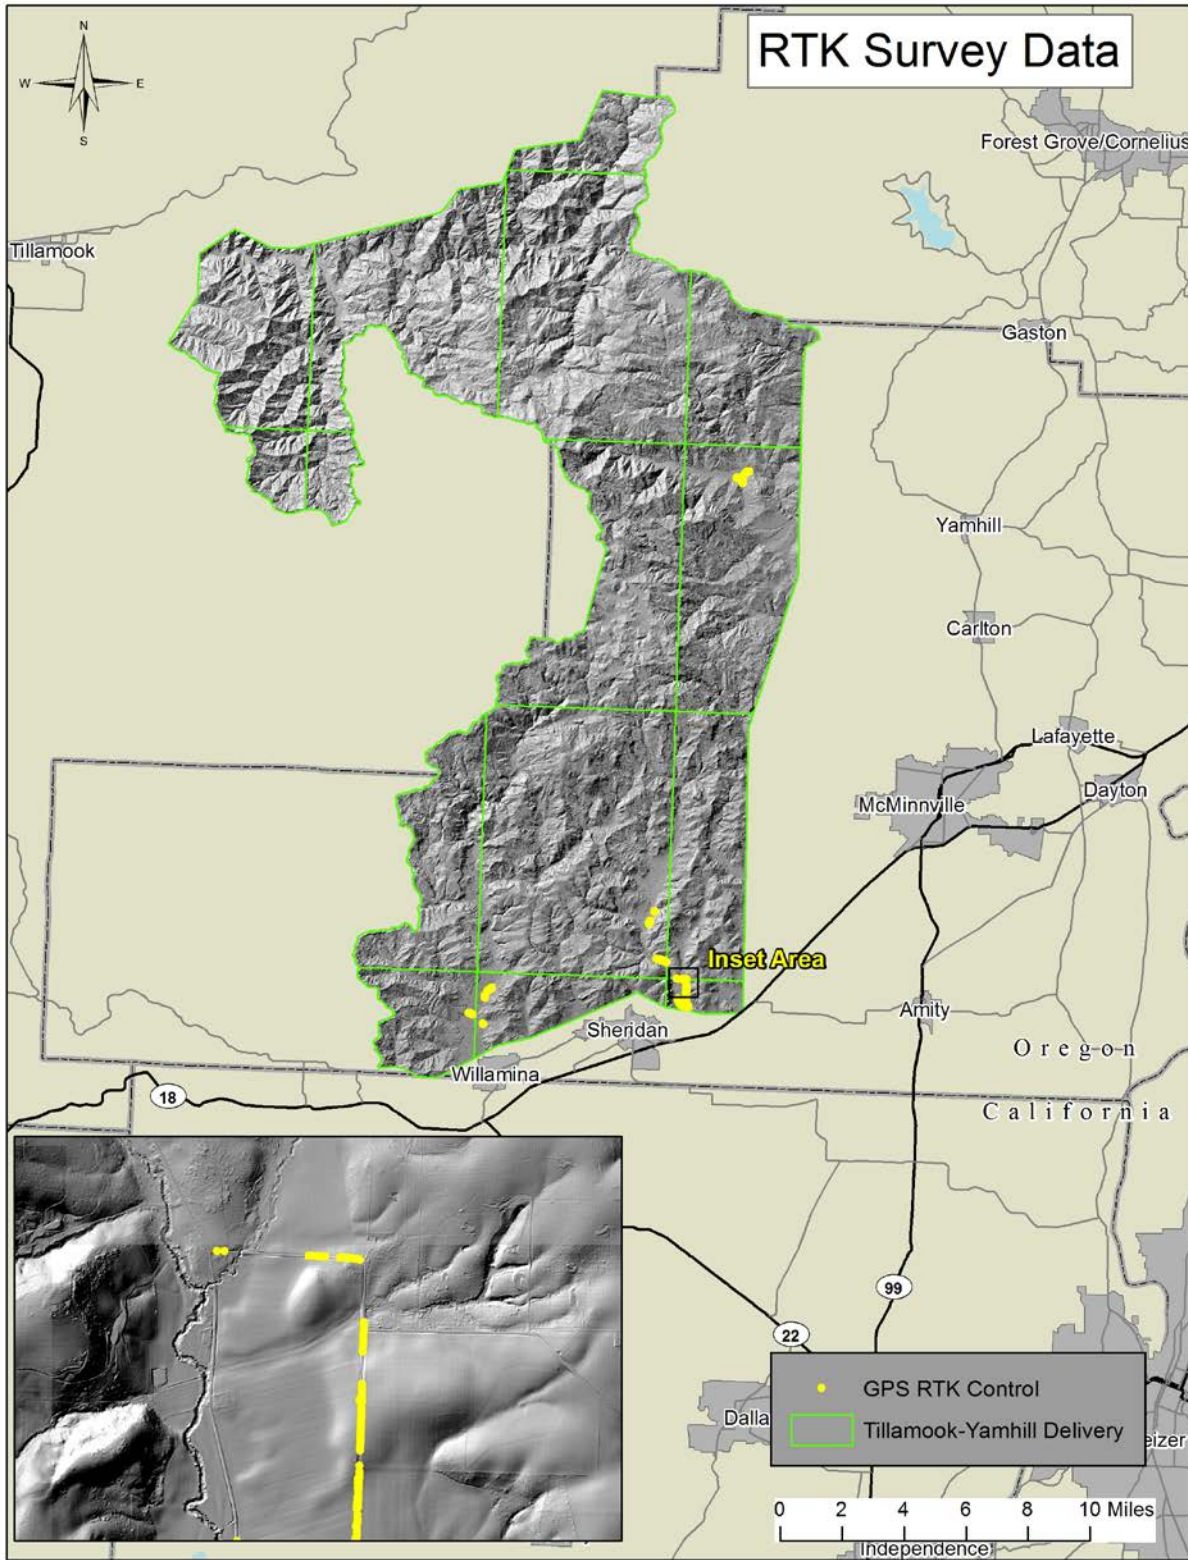 RTK Survey Data
N
W E
S
Forest Grove/Cornelius
Tillamook
Gaston
Yamhill
Carlton
Lafayette
McMinnville
Dayton
Inset Area
Amity
Sheridan
Oregon
Willamina
18
California
99
22
GPS RTK Control
Dalla
Tillamook-Yamhill Delivery
eizer
0 2 4 6 8 10 Miles
Independence